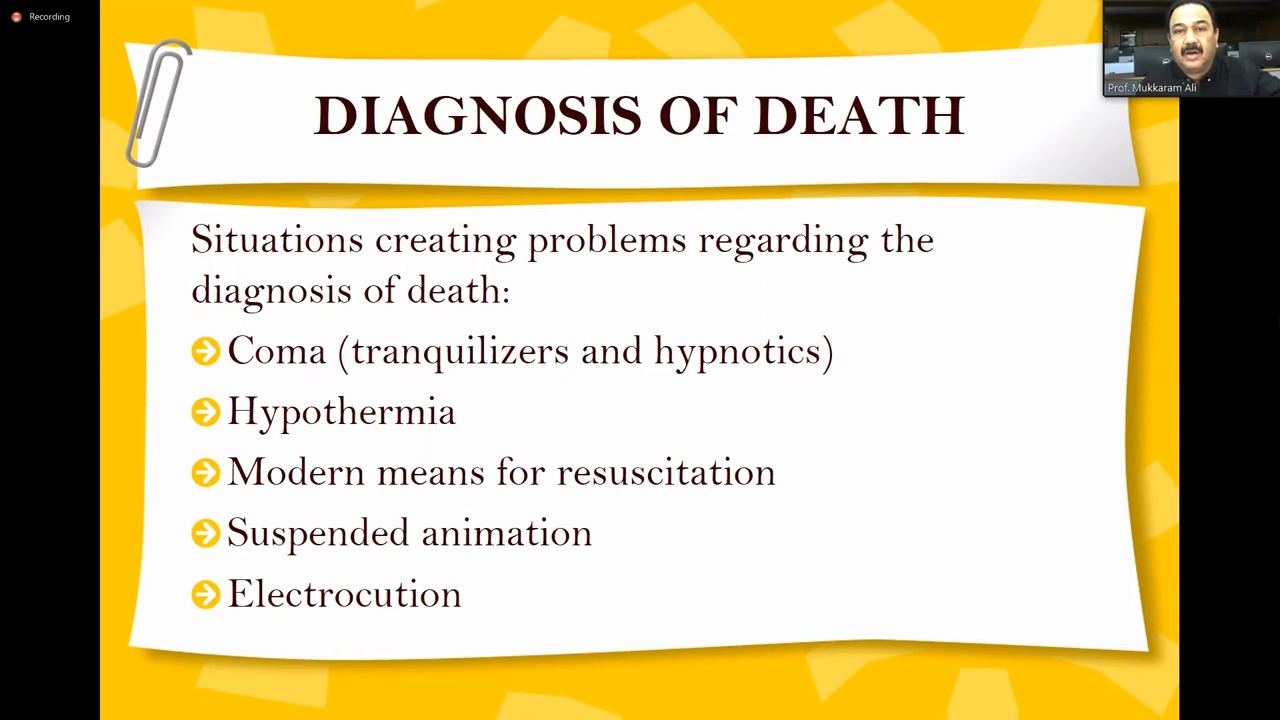 Recording
Prof. Mukkaram Ali
DIAGNOSIS OF DEATH
Situations creating problems regarding the
diagnosis of death:
Coma (tranquilizers and hypnotics)
Hypothermia
Modern means for resuscitation
Suspended animation
Electrocution